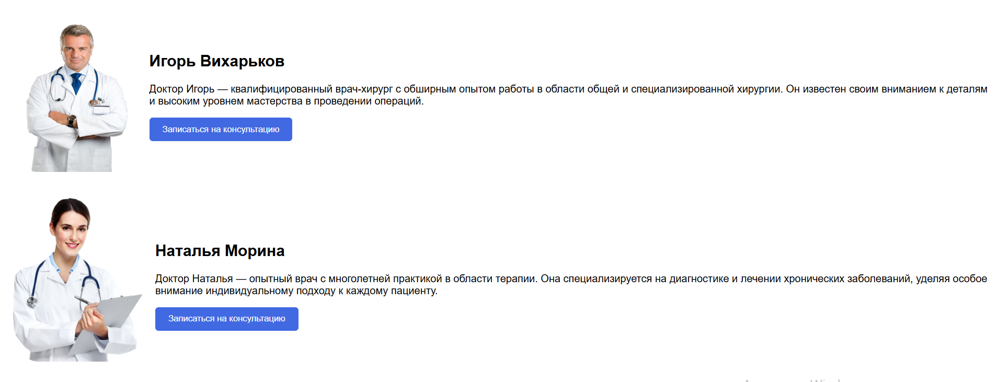 Игорь Вихарьков
Доктор Игорь — квалифицированный врач-хирург с обширным опытом работы в области общей и специализированной хирургии. Он известен своим вниманием к деталям
и высоким уровнем мастерства в проведении операций.
Записаться на консультацию
Наталья Морина
Доктор Наталья — опытный врач с многолетней практикой в области терапии. Она специализируется на диагностике и лечении хронических заболеваний, уделяя особое
внимание индивидуальному подходу к каждому пациенту.
Записаться на консультацию